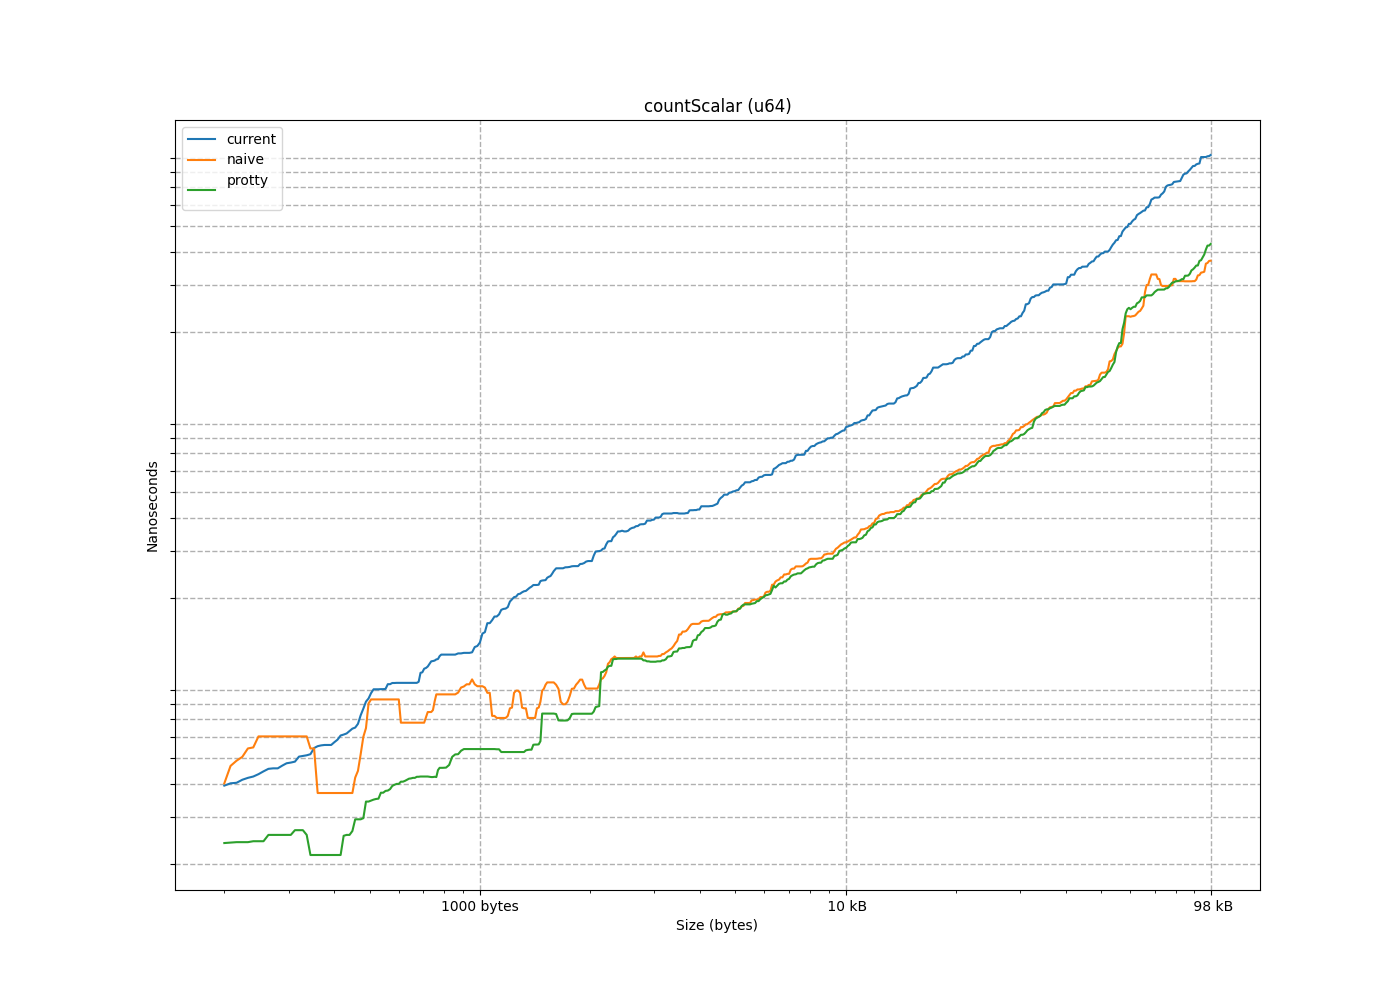 countScalar (u64)
current
naive
protty
Nanoseconds
1000 bytes
10 kB
98 kB
Size (bytes)